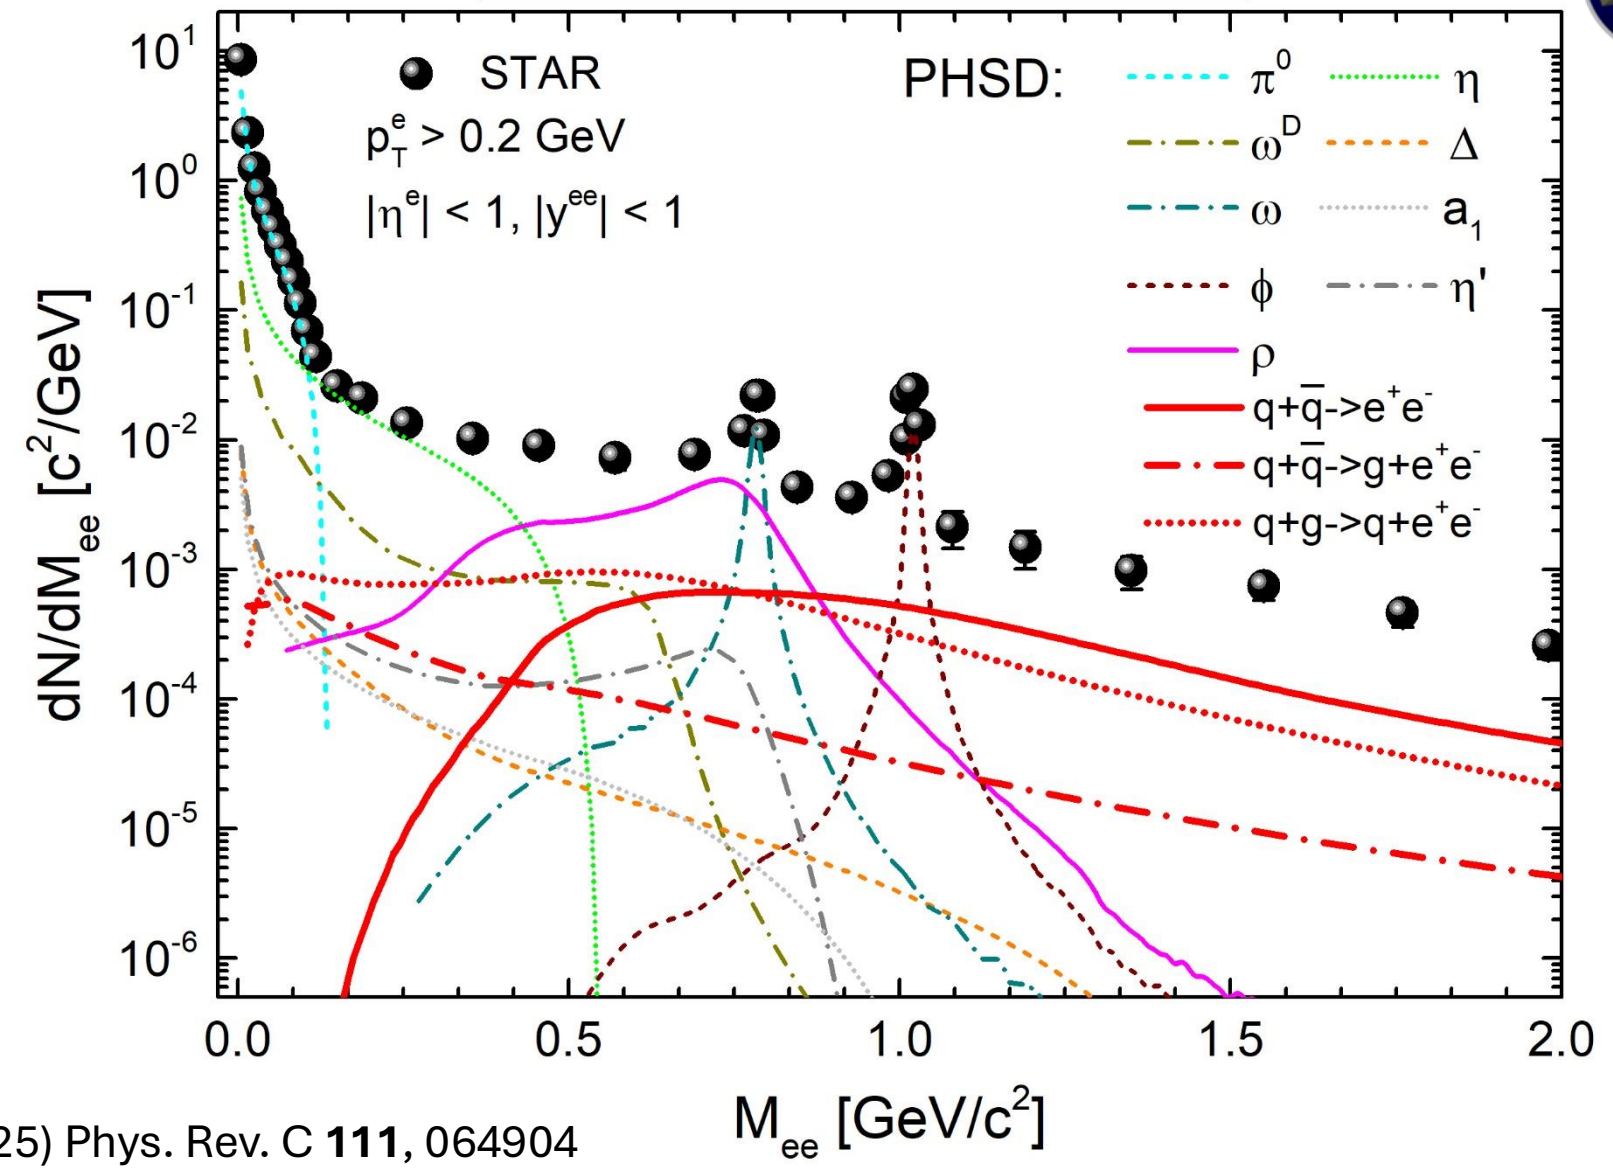 STAR
p_T^e > 0.2 GeV
|η^e| < 1, |y^ee| < 1
PHSD:
π^0
η
ω^D
Δ
ω
a_1
ϕ
η'
ρ
q+q̅->e^+e^-
q+q̅->g+e^+e^-
q+g->q+e^+e^-
dN/dM_ee [c^2/GeV]
10^1
10^0
10^-1
10^-2
10^-3
10^-4
10^-5
10^-6
0.0 0.5 1.0 1.5 2.0
M_ee [GeV/c^2]
25) Phys. Rev. C 111, 064904